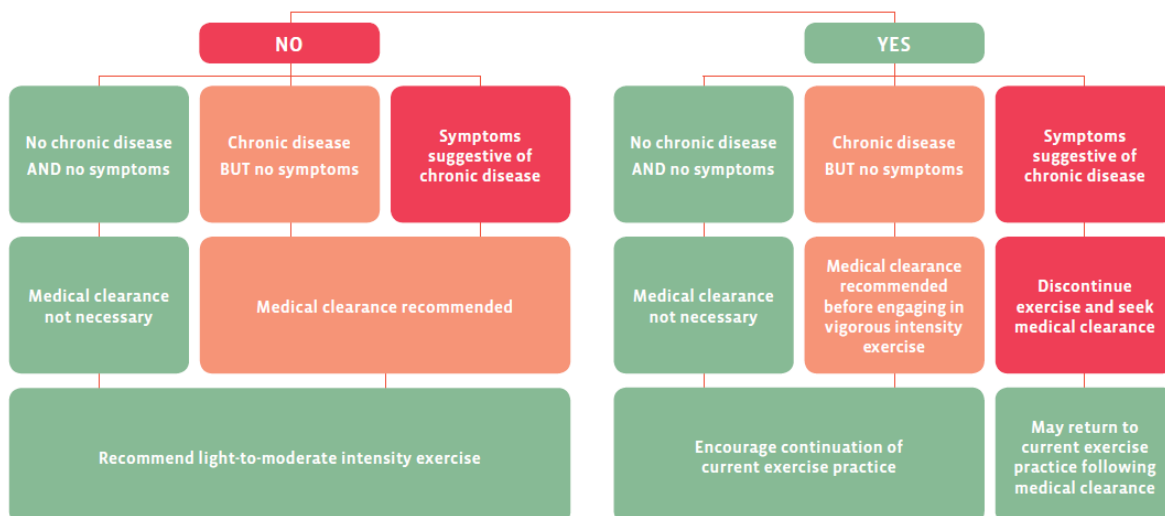 NO
YES
No chronic disease
AND no symptoms
Chronic disease
BUT no symptoms
Symptoms
suggestive of
chronic disease
No chronic disease
AND no symptoms
Chronic disease
BUT no symptoms
Symptoms
suggestive of
chronic disease
Medical clearance
not necessary
Medical clearance recommended
Medical clearance
not necessary
Medical clearance
recommended
before engaging in
vigorous intensity
exercise
Discontinue
exercise and seek
medical clearance
Recommend light-to-moderate intensity exercise
Encourage continuation of
current exercise practice
May return to
current exercise
practice following
medical clearance